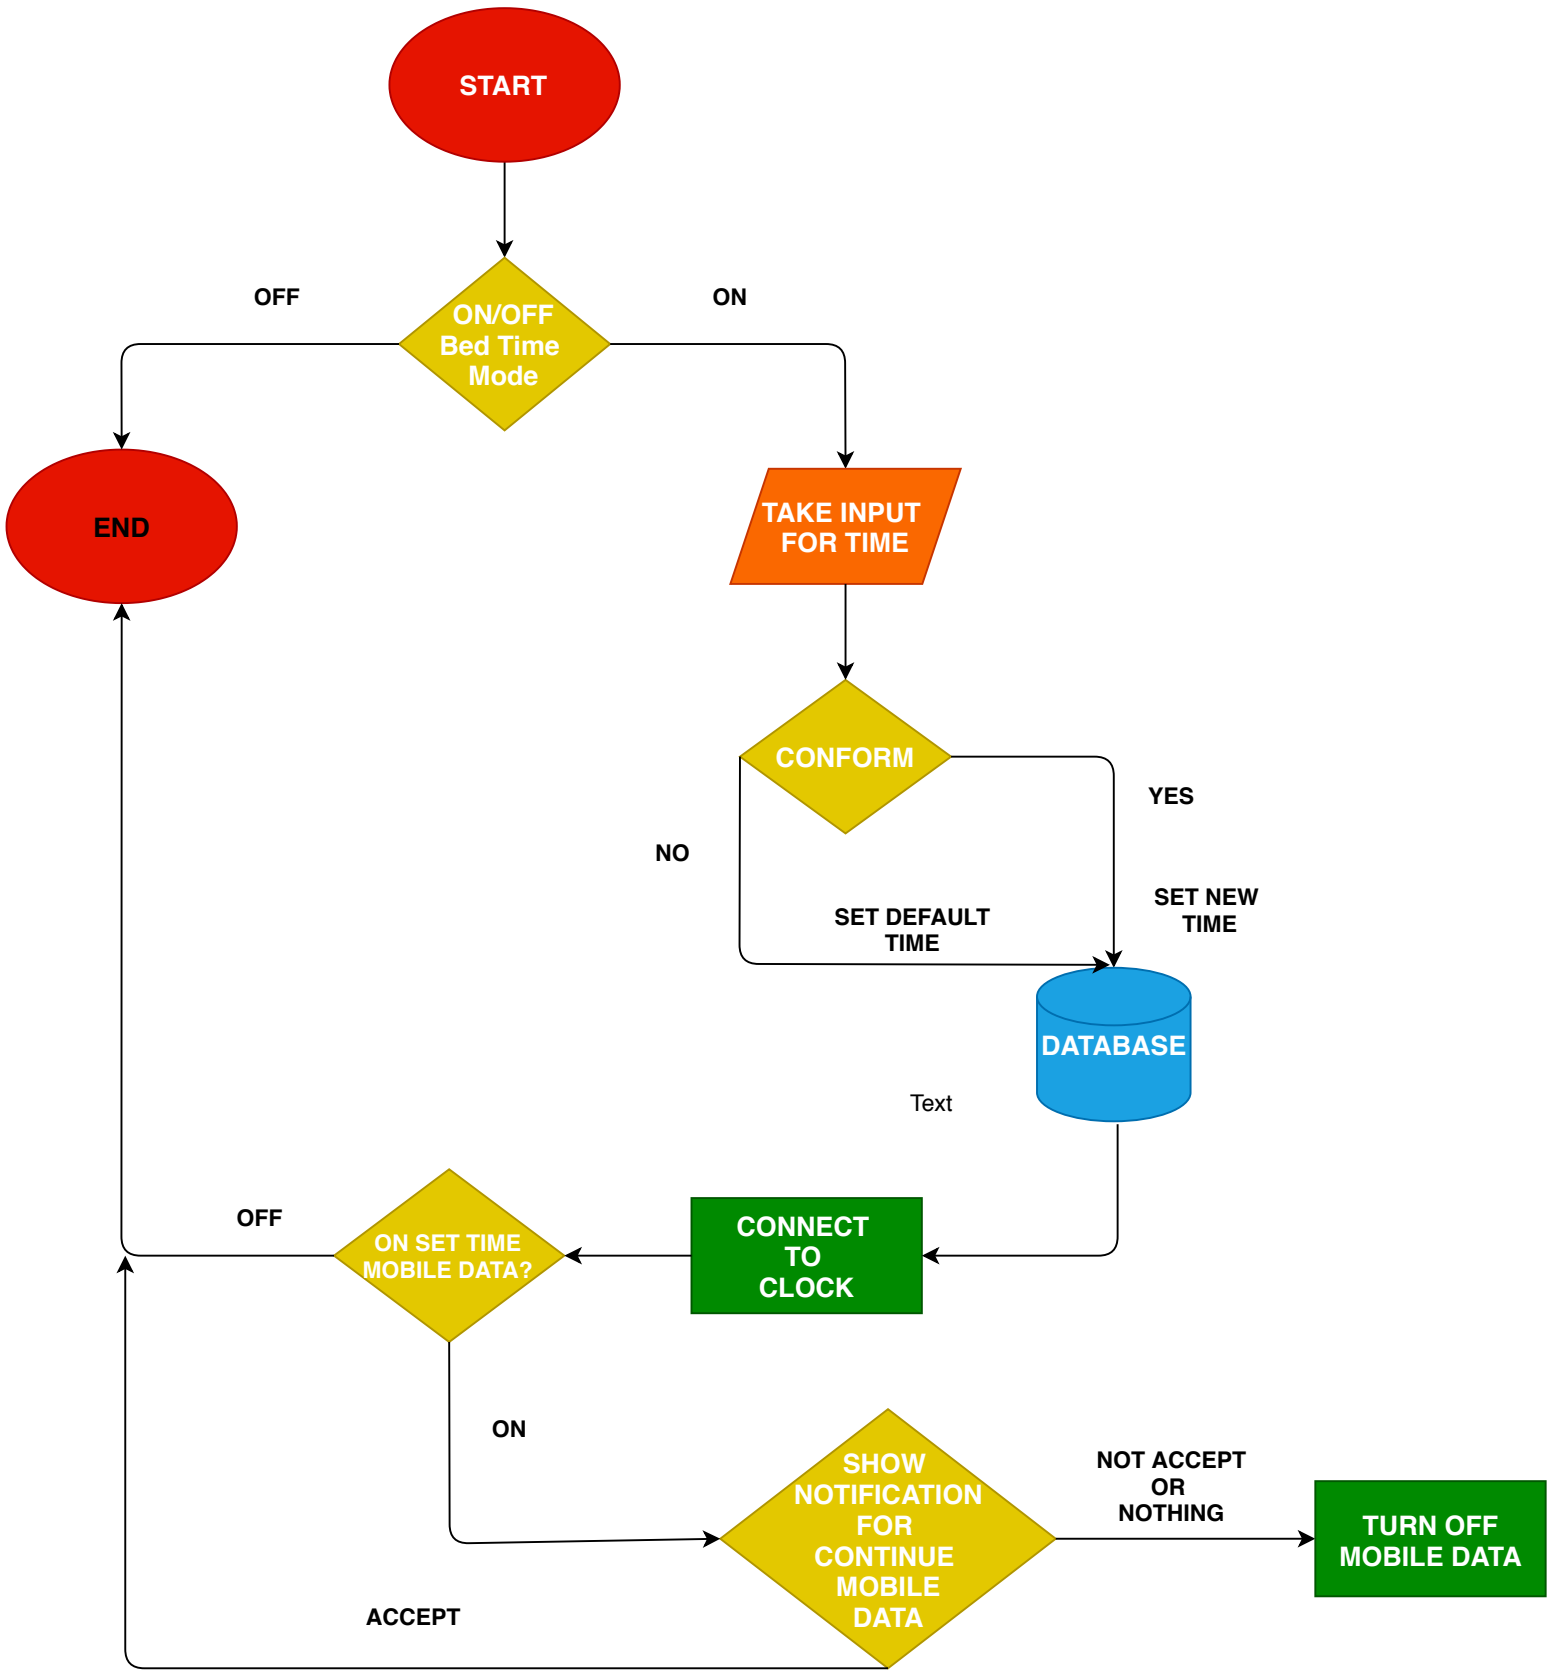 START
OFF
ON
ON/OFF
Bed Time
Mode
END
TAKE INPUT
FOR TIME
CONFORM
YES
NO
SET DEFAULT
TIME
SET NEW
TIME
DATABASE
Text
OFF
ON SET TIME
MOBILE DATA?
CONNECT
TO
CLOCK
ON
SHOW
NOTIFICATION
FOR
CONTINUE
MOBILE
DATA
NOT ACCEPT
OR
NOTHING
TURN OFF
MOBILE DATA
ACCEPT